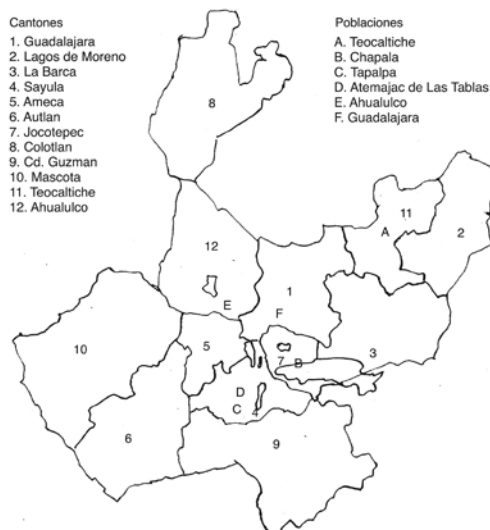 Cantones
1. Guadalajara
2. Lagos de Moreno
3. La Barca
4. Sayula
5. Ameca
6. Autlan
7. Jocotepec
8. Colotlan
9. Cd. Guzman
10. Mascota
11. Teocaltiche
12. Ahualulco
Poblaciones
A. Teocaltiche
B. Chapala
C. Tapalpa
D. Atemajac de Las Tablas
E. Ahualulco
F. Guadalajara
8
11
A
2
12
E
1
F
10
5
7
B
3
D
C
4
6
9